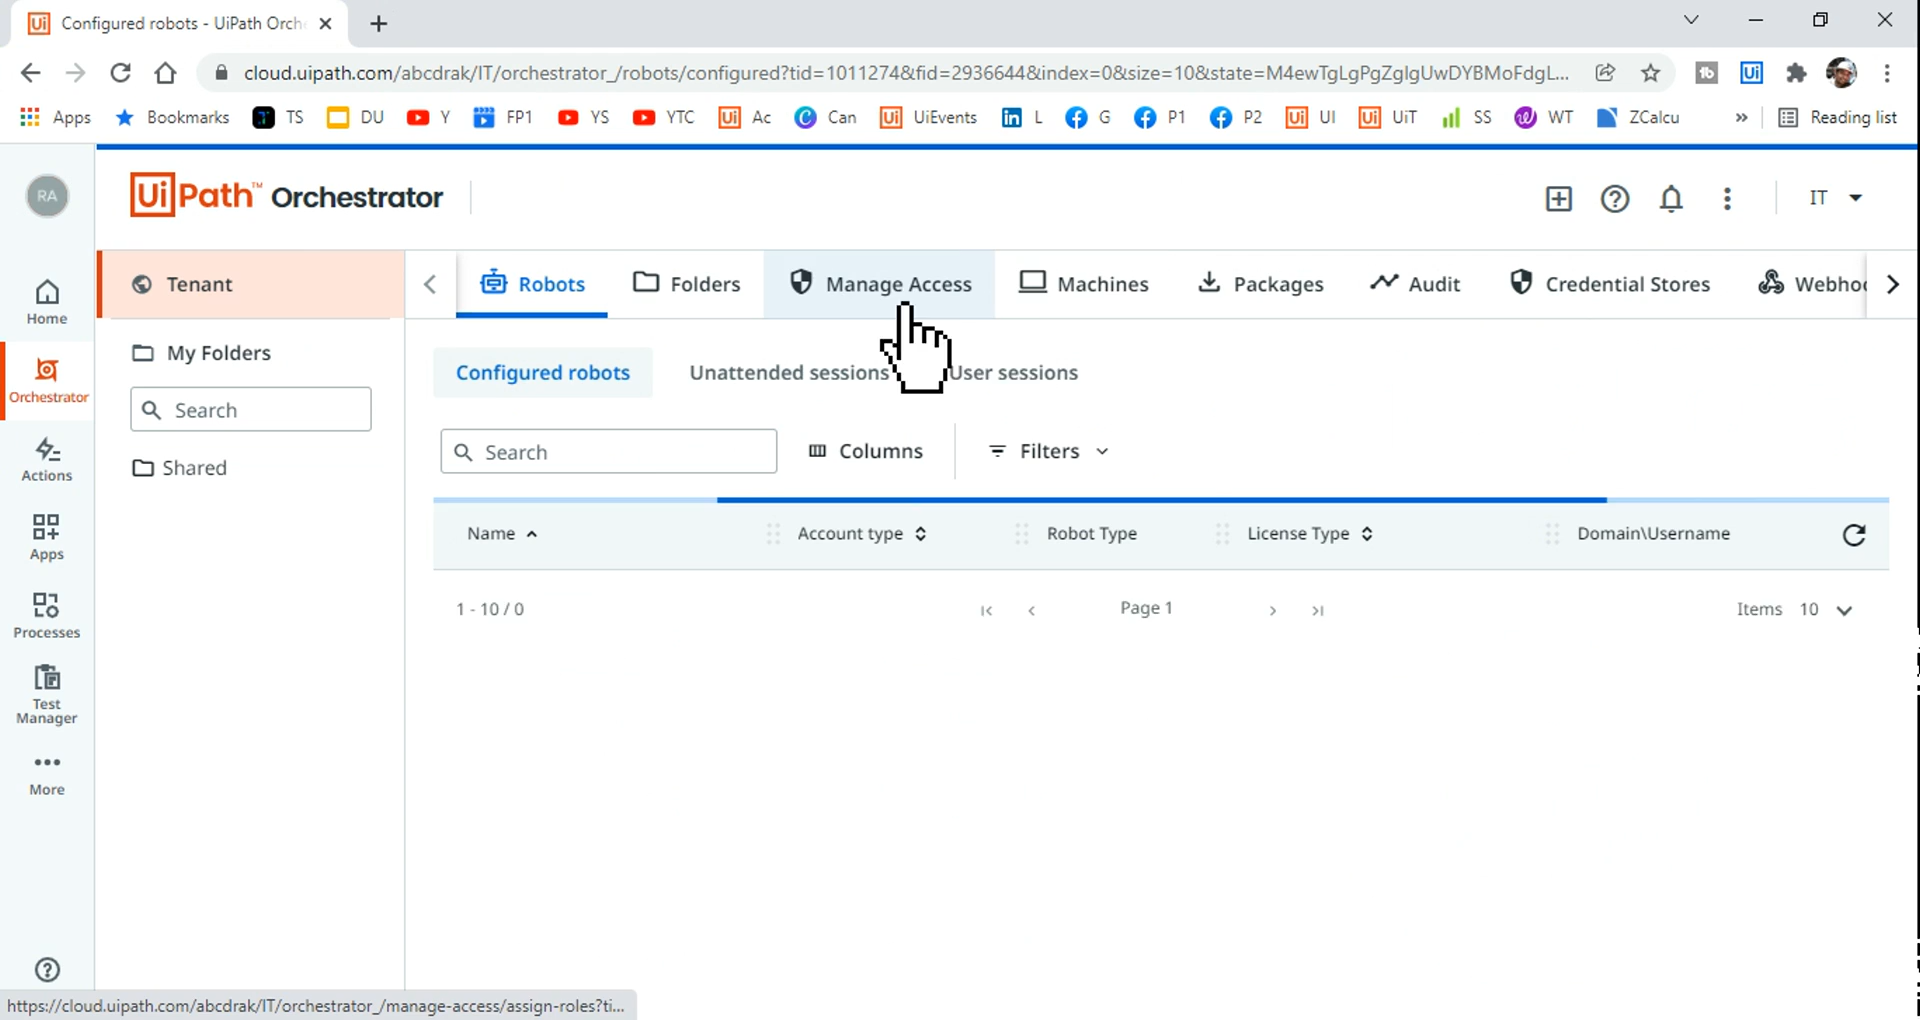 Configured robots - UiPath Orch
cloud.uipath.com/abcdrak/IT/orchestrator_/robots/configured?tid=1011274&fid=2936644&index=0&size=10&state=M4ewTgLgPgZglgUwDYBMoFdgL...
Apps Bookmarks TS DU Y FP1 YS YTC Ac Can UiEvents L G P1 P2 UI UiT SS WT ZCalcu » Reading list
RA
UiPath™ Orchestrator
IT
Tenant
Robots Folders Manage Access Machines Packages Audit Credential Stores Webhoo
Home
My Folders
Configured robots Unattended sessions User sessions
Orchestrator
Search
Search Columns Filters
Shared
Actions
Name Account type Robot Type License Type Domain\Username
Apps
1 - 10 / 0 Page 1 Items 10
Processes
Test
Manager
More
https://cloud.uipath.com/abcdrak/IT/orchestrator_/manage-access/assign-roles?ti...